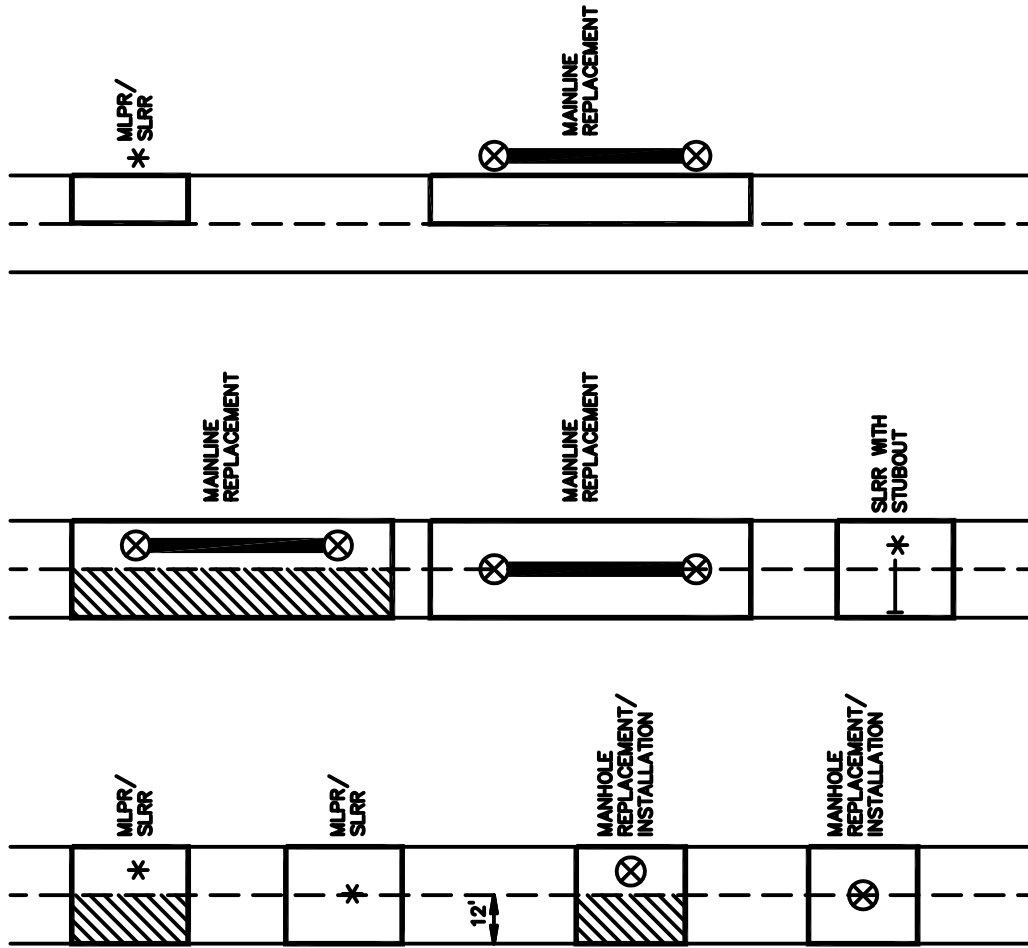 MLPR/
SLRR
MAINLINE
REPLACEMENT
MAINLINE
REPLACEMENT
MAINLINE
REPLACEMENT
SLRR WITH
STUBOUT
MLPR/
SLRR
MLPR/
SLRR
12'
MANHOLE
REPLACEMENT/
INSTALLATION
MANHOLE
REPLACEMENT/
INSTALLATION